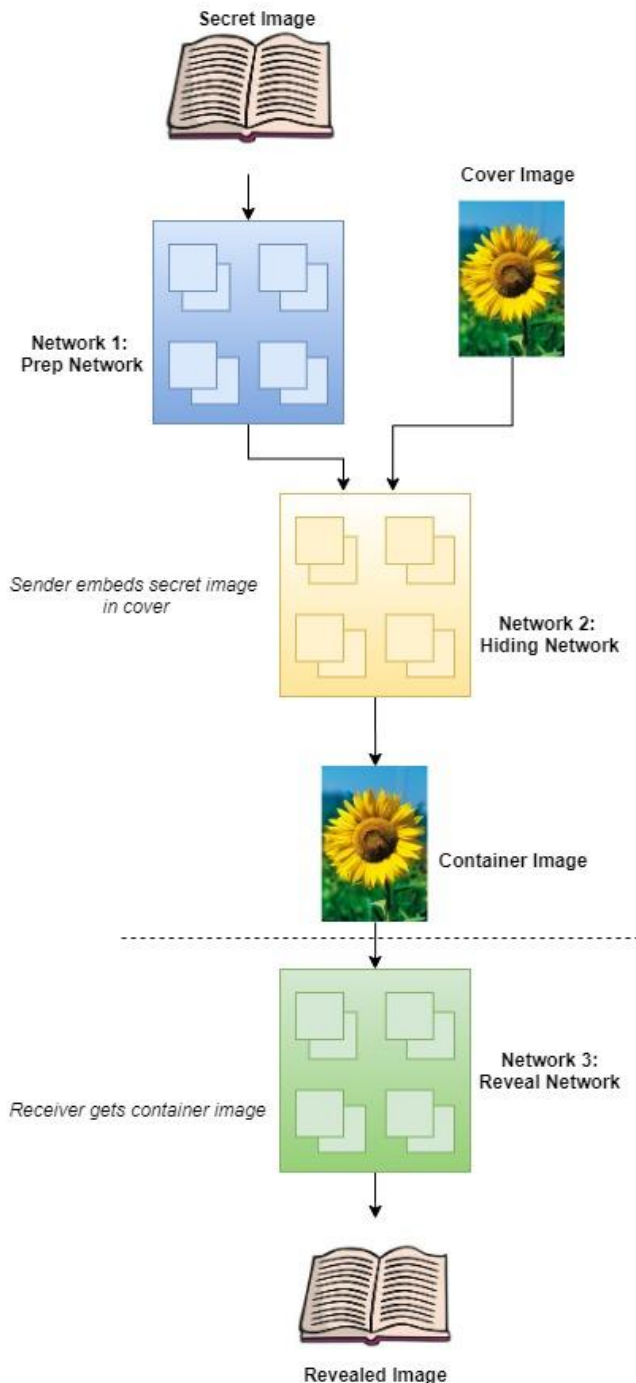 Secret Image
Cover Image
Network 1:
Prep Network
Sender embeds secret image
in cover
Network 2:
Hiding Network
Container Image
Network 3:
Reveal Network
Receiver gets container image
Revealed Image